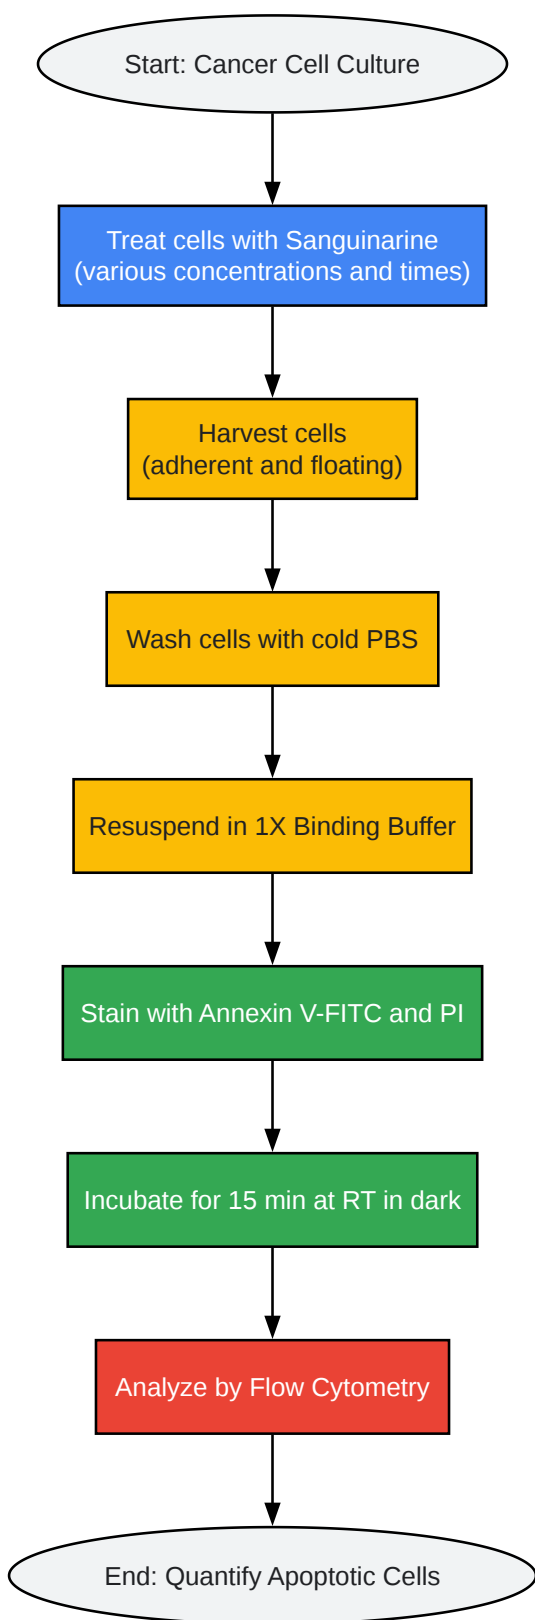 Start: Cancer Cell Culture
Treat cells with Sanguinarine
(various concentrations and times)
Harvest cells
(adherent and floating)
Wash cells with cold PBS
Resuspend in 1X Binding Buffer
Stain with Annexin V-FITC and PI
Incubate for 15 min at RT in dark
Analyze by Flow Cytometry
End: Quantify Apoptotic Cells